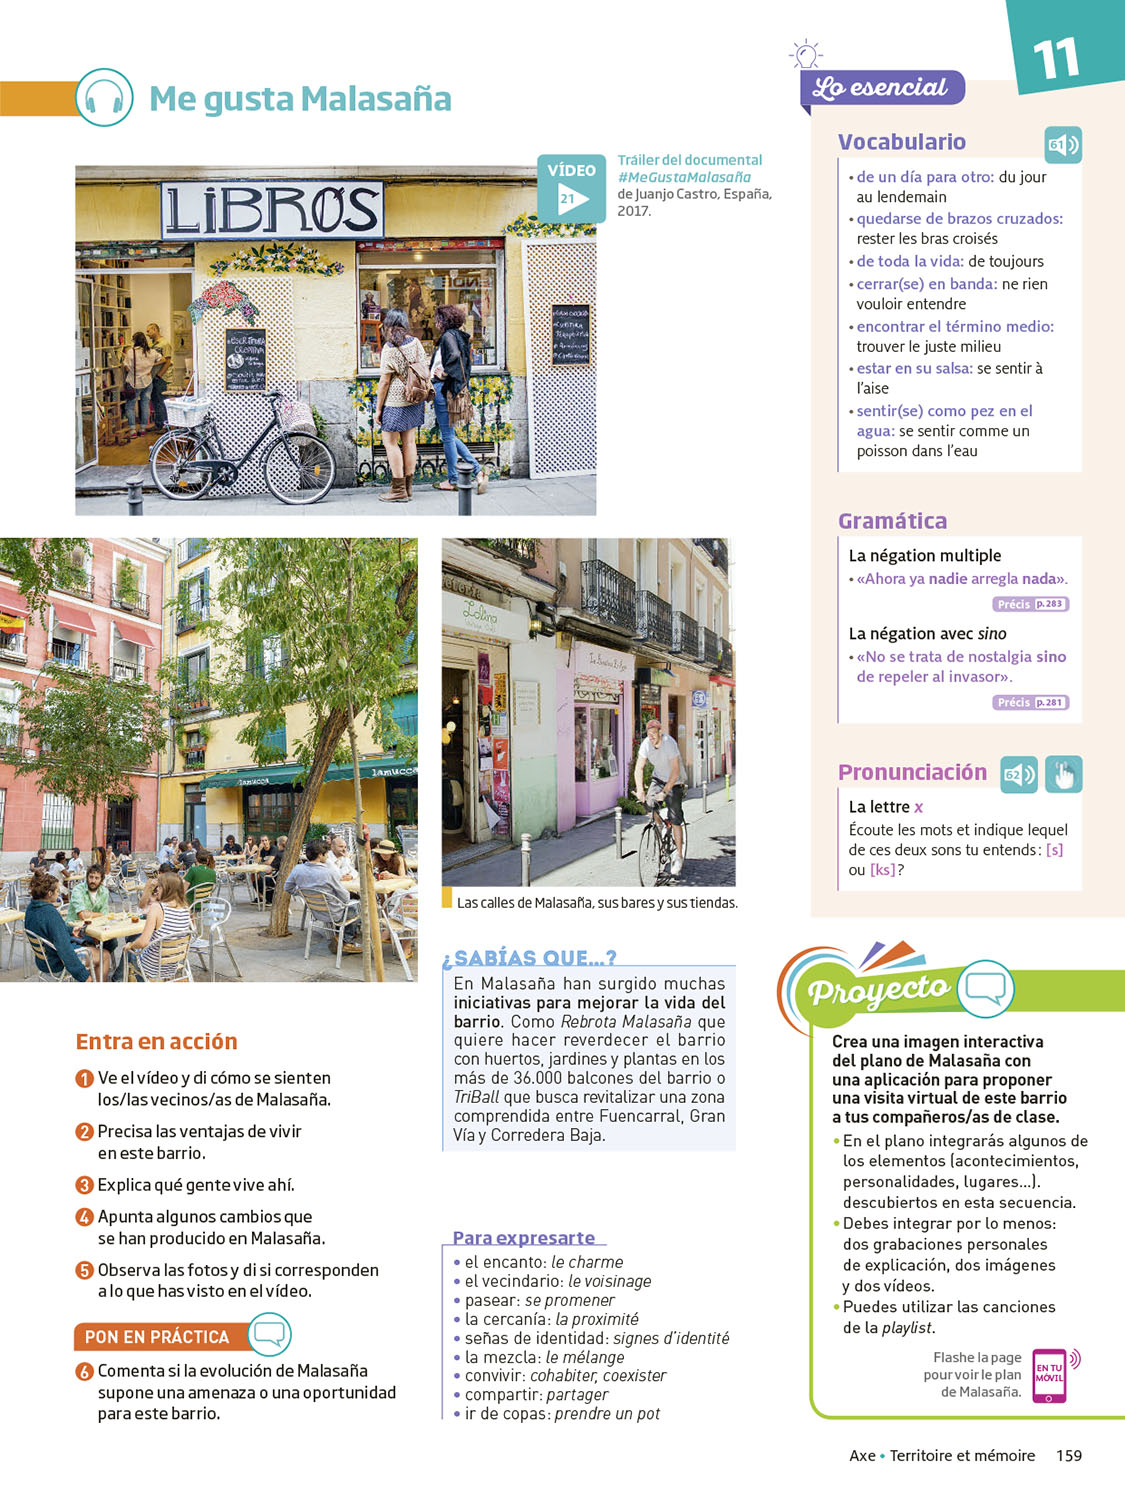 11
Me gusta Malasaña
LiBRØS
VÍDEO
21
Tráiler del documental
#MeGustaMalasaña
de Juanjo Castro, España,
2017.
lamucca
lamucca
Lolina
Las calles de Malasaña, sus bares y sus tiendas.
¿SABÍAS QUE...?
En Malasaña han surgido muchas
iniciativas para mejorar la vida del
barrio. Como Rebrota Malasaña que
quiere hacer reverdecer el barrio
con huertos, jardines y plantas en los
más de 36.000 balcones del barrio o
TriBall que busca revitalizar una zona
comprendida entre Fuencarral, Gran
Vía y Corredera Baja.
Entra en acción
1 Ve el vídeo y di cómo se sienten
los/las vecinos/as de Malasaña.
2 Precisa las ventajas de vivir
en este barrio.
3 Explica qué gente vive ahí.
4 Apunta algunos cambios que
se han producido en Malasaña.
5 Observa las fotos y di si corresponden
a lo que has visto en el vídeo.
PON EN PRÁCTICA
6 Comenta si la evolución de Malasaña
supone una amenaza o una oportunidad
para este barrio.
Para expresarte
• el encanto: le charme
• el vecindario: le voisinage
• pasear: se promener
• la cercanía: la proximité
• señas de identidad: signes d'identité
• la mezcla: le mélange
• convivir: cohabiter, coexister
• compartir: partager
• ir de copas: prendre un pot
Lo esencial
Vocabulario
61
• de un día para otro: du jour
au lendemain
• quedarse de brazos cruzados:
rester les bras croisés
• de toda la vida: de toujours
• cerrar(se) en banda: ne rien
vouloir entendre
• encontrar el término medio:
trouver le juste milieu
• estar en su salsa: se sentir à
l'aise
• sentir(se) como pez en el
agua: se sentir comme un
poisson dans l'eau
Gramática
La négation multiple
• «Ahora ya nadie arregla nada».
Précis p.283
La négation avec sino
• «No se trata de nostalgia sino
de repeler al invasor».
Précis p.281
Pronunciación
62
La lettre x
Écoute les mots et indique lequel
de ces deux sons tu entends : [s]
ou [ks] ?
Proyecto
Crea una imagen interactiva
del plano de Malasaña con
una aplicación para proponer
una visita virtual de este barrio
a tus compañeros/as de clase.
• En el plano integrarás algunos de
los elementos (acontecimientos,
personalidades, lugares...).
descubiertos en esta secuencia.
• Debes integrar por lo menos:
dos grabaciones personales
de explicación, dos imágenes
y dos vídeos.
• Puedes utilizar las canciones
de la playlist.
Flashe la page
pour voir le plan
de Malasaña.
EN TU
MÓVIL
Axe • Territoire et mémoire 159